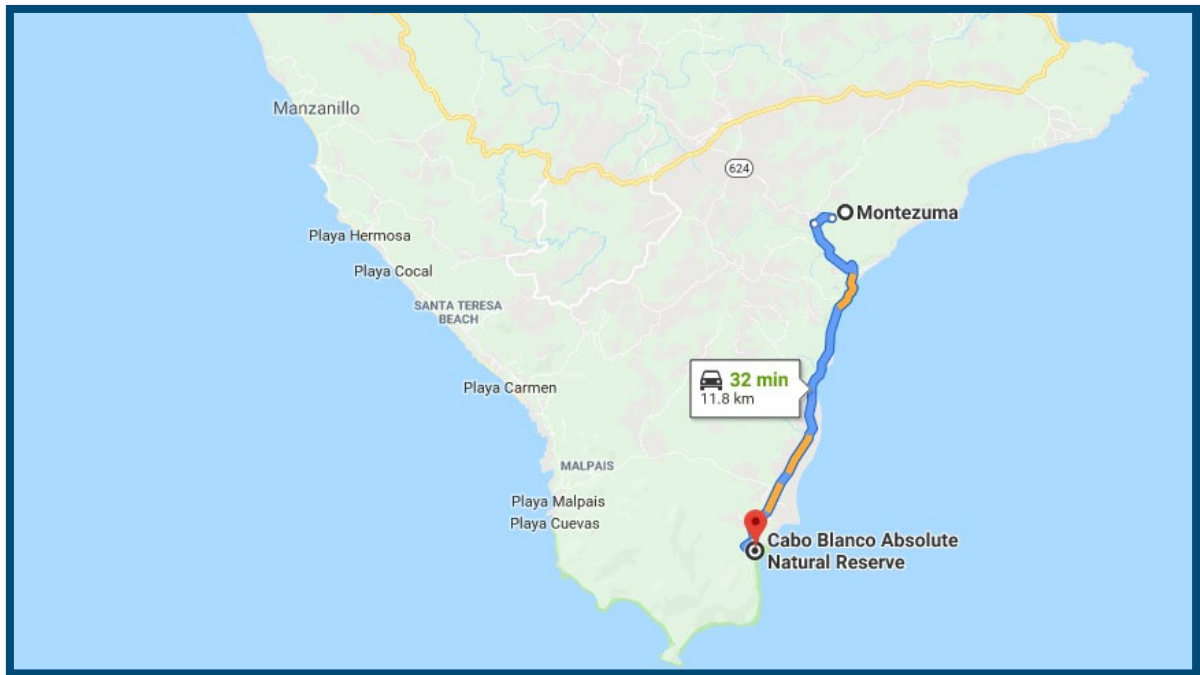 Manzanillo
624
Montezuma
Playa Hermosa
Playa Cocal
SANTA TERESA
BEACH
32 min
11.8 km
Playa Carmen
MALPAIS
Playa Malpais
Playa Cuevas
Cabo Blanco Absolute
Natural Reserve